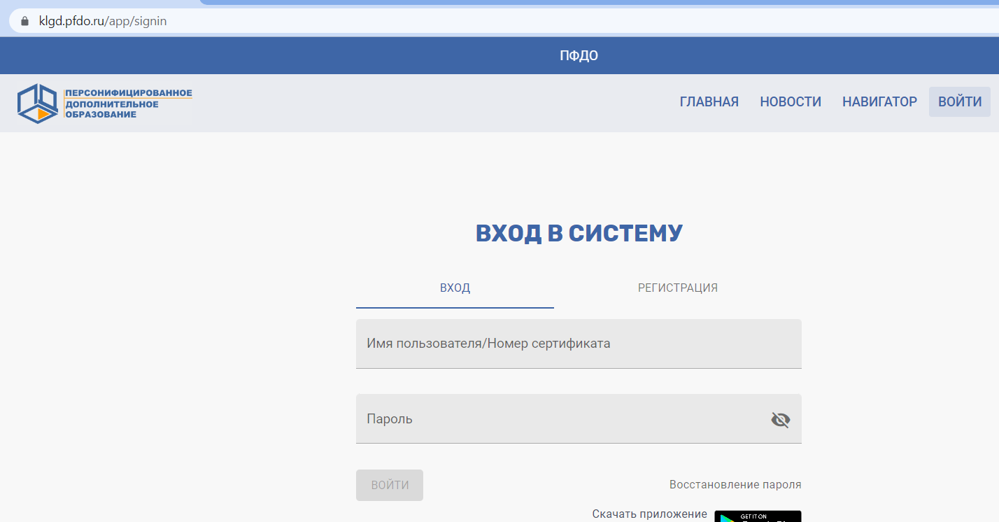 klgd.pfdo.ru/app/signin
ПФДО
ПЕРСОНИФИЦИРОВАННОЕ
ДОПОЛНИТЕЛЬНОЕ
ОБРАЗОВАНИЕ
ГЛАВНАЯ НОВОСТИ НАВИГАТОР ВОЙТИ
ВХОД В СИСТЕМУ
ВХОД РЕГИСТРАЦИЯ
Имя пользователя/Номер сертификата
Пароль
ВОЙТИ Восстановление пароля
Скачать приложение GET IT ON